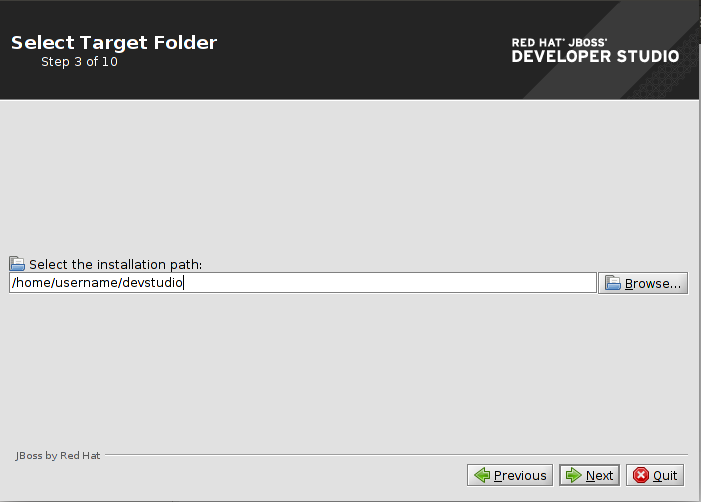 Select Target Folder
Step 3 of 10
RED HAT® JBOSS®
DEVELOPER STUDIO
Select the installation path:
/home/username/devstudio
Browse...
JBoss by Red Hat
Previous
Next
Quit